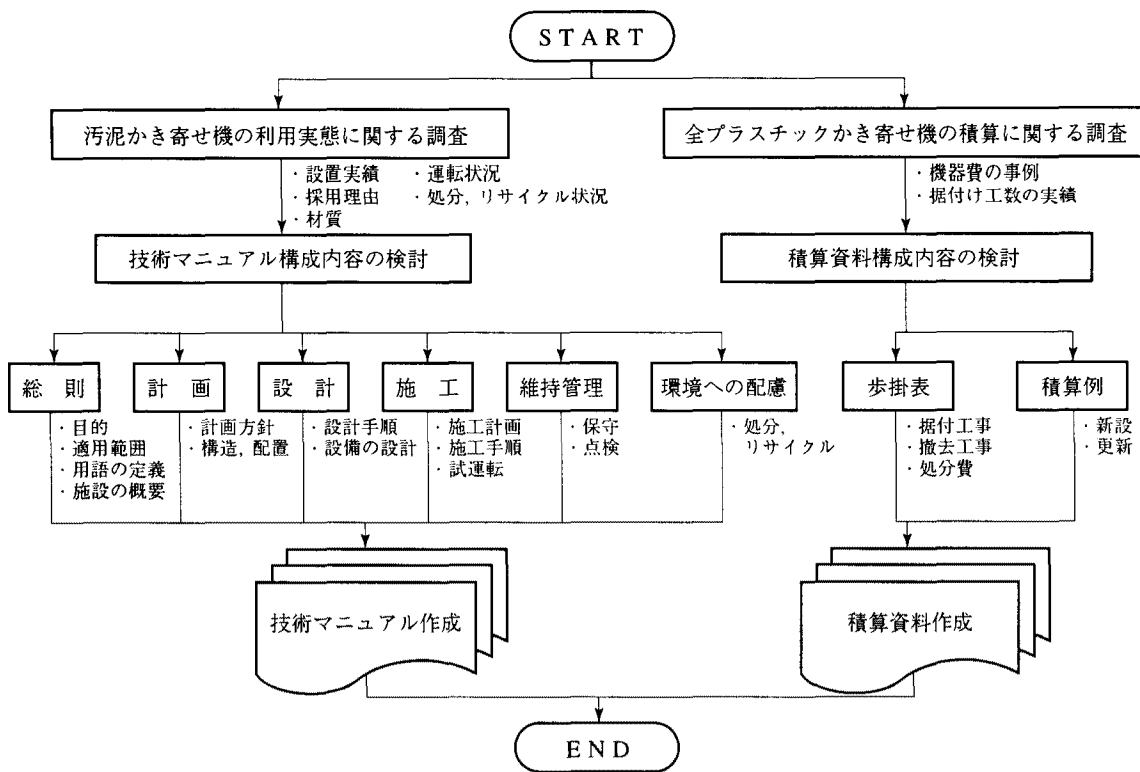 START
汚泥かき寄せ機の利用実態に関する調査
・設置実績 ・運転状況
・採用理由 ・処分, リサイクル状況
・材質
全プラスチックかき寄せ機の積算に関する調査
・機器費の事例
・据付け工数の実績
技術マニュアル構成内容の検討
積算資料構成内容の検討
総 則
・目的
・適用範囲
・用語の定義
・施設の概要
計 画
・計画方針
・構造, 配置
設 計
・設計手順
・設備の設計
施 工
・施工計画
・施工手順
・試運転
維持管理
・保守
・点検
環境への配慮
・処分,
リサイクル
歩掛表
・据付工事
・撤去工事
・処分費
積算例
・新設
・更新
技術マニュアル作成
積算資料作成
END